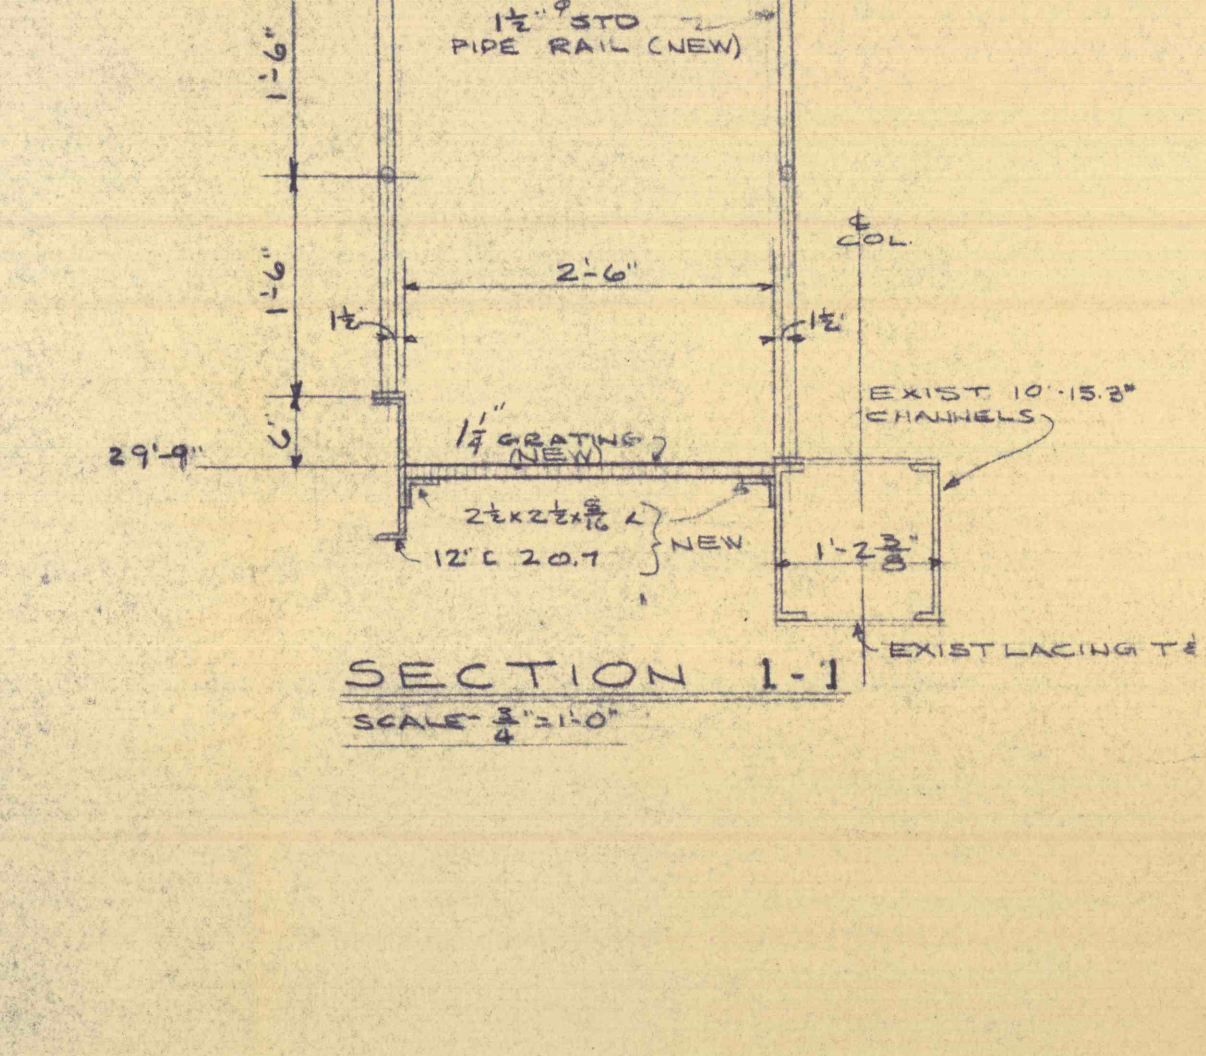 1½"⌀ STD
PIPE RAIL (NEW)
1'-6"
℄
COL.
2'-6"
1'-6"
1½"
1½"
EXIST. 10"-15.3#
CHANNELS
6"
1¼" GRATING
(NEW)
29'-9"
2½x2½x5/16 ∠
NEW
12" C 20.7
1'-2 3/8"
EXIST LACING T&
SECTION 1-1
SCALE - 3/4"=1'-0"